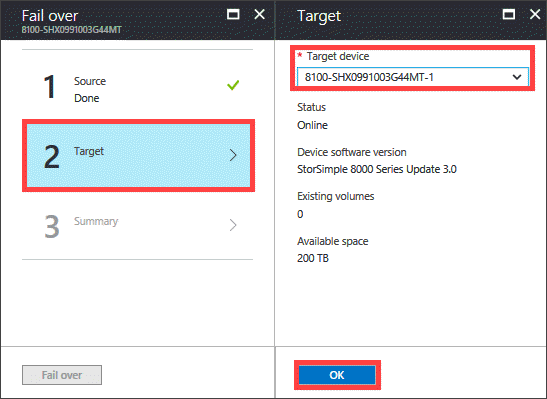 Fail over
8100-SHX0991003G44MT
1
Source
Done
2
Target
3
Summary
Fail over
Target
* Target device
8100-SHX0991003G44MT-1
Status
Online
Device software version
StorSimple 8000 Series Update 3.0
Existing volumes
0
Available space
200 TB
OK